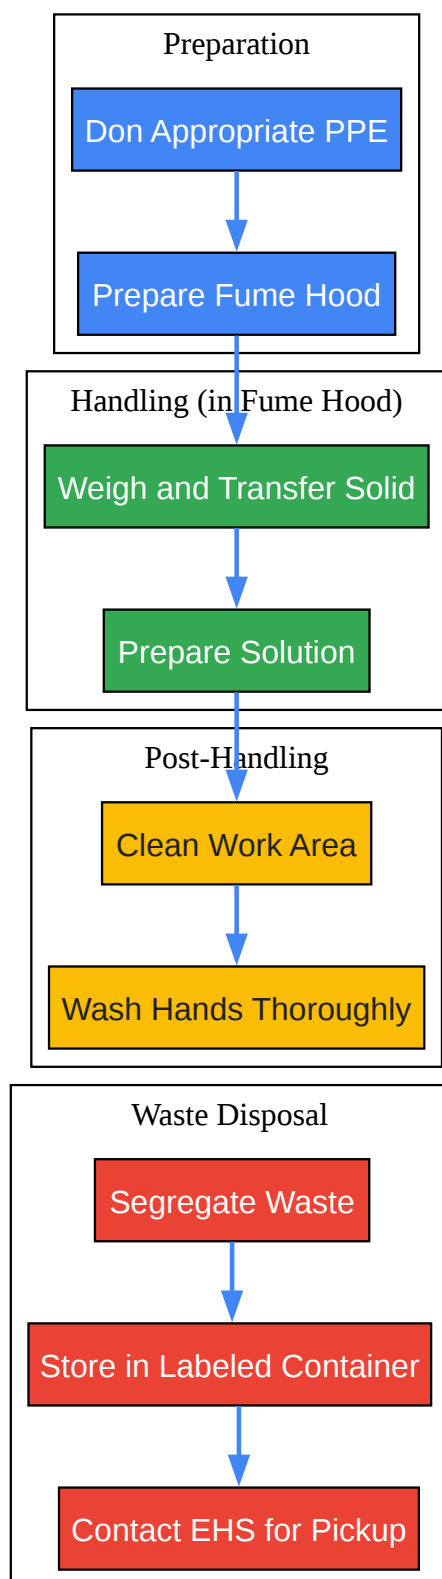 Preparation
Don Appropriate PPE
Prepare Fume Hood
Handling (in Fume Hood)
Weigh and Transfer Solid
Prepare Solution
Post-Handling
Clean Work Area
Wash Hands Thoroughly
Waste Disposal
Segregate Waste
Store in Labeled Container
Contact EHS for Pickup